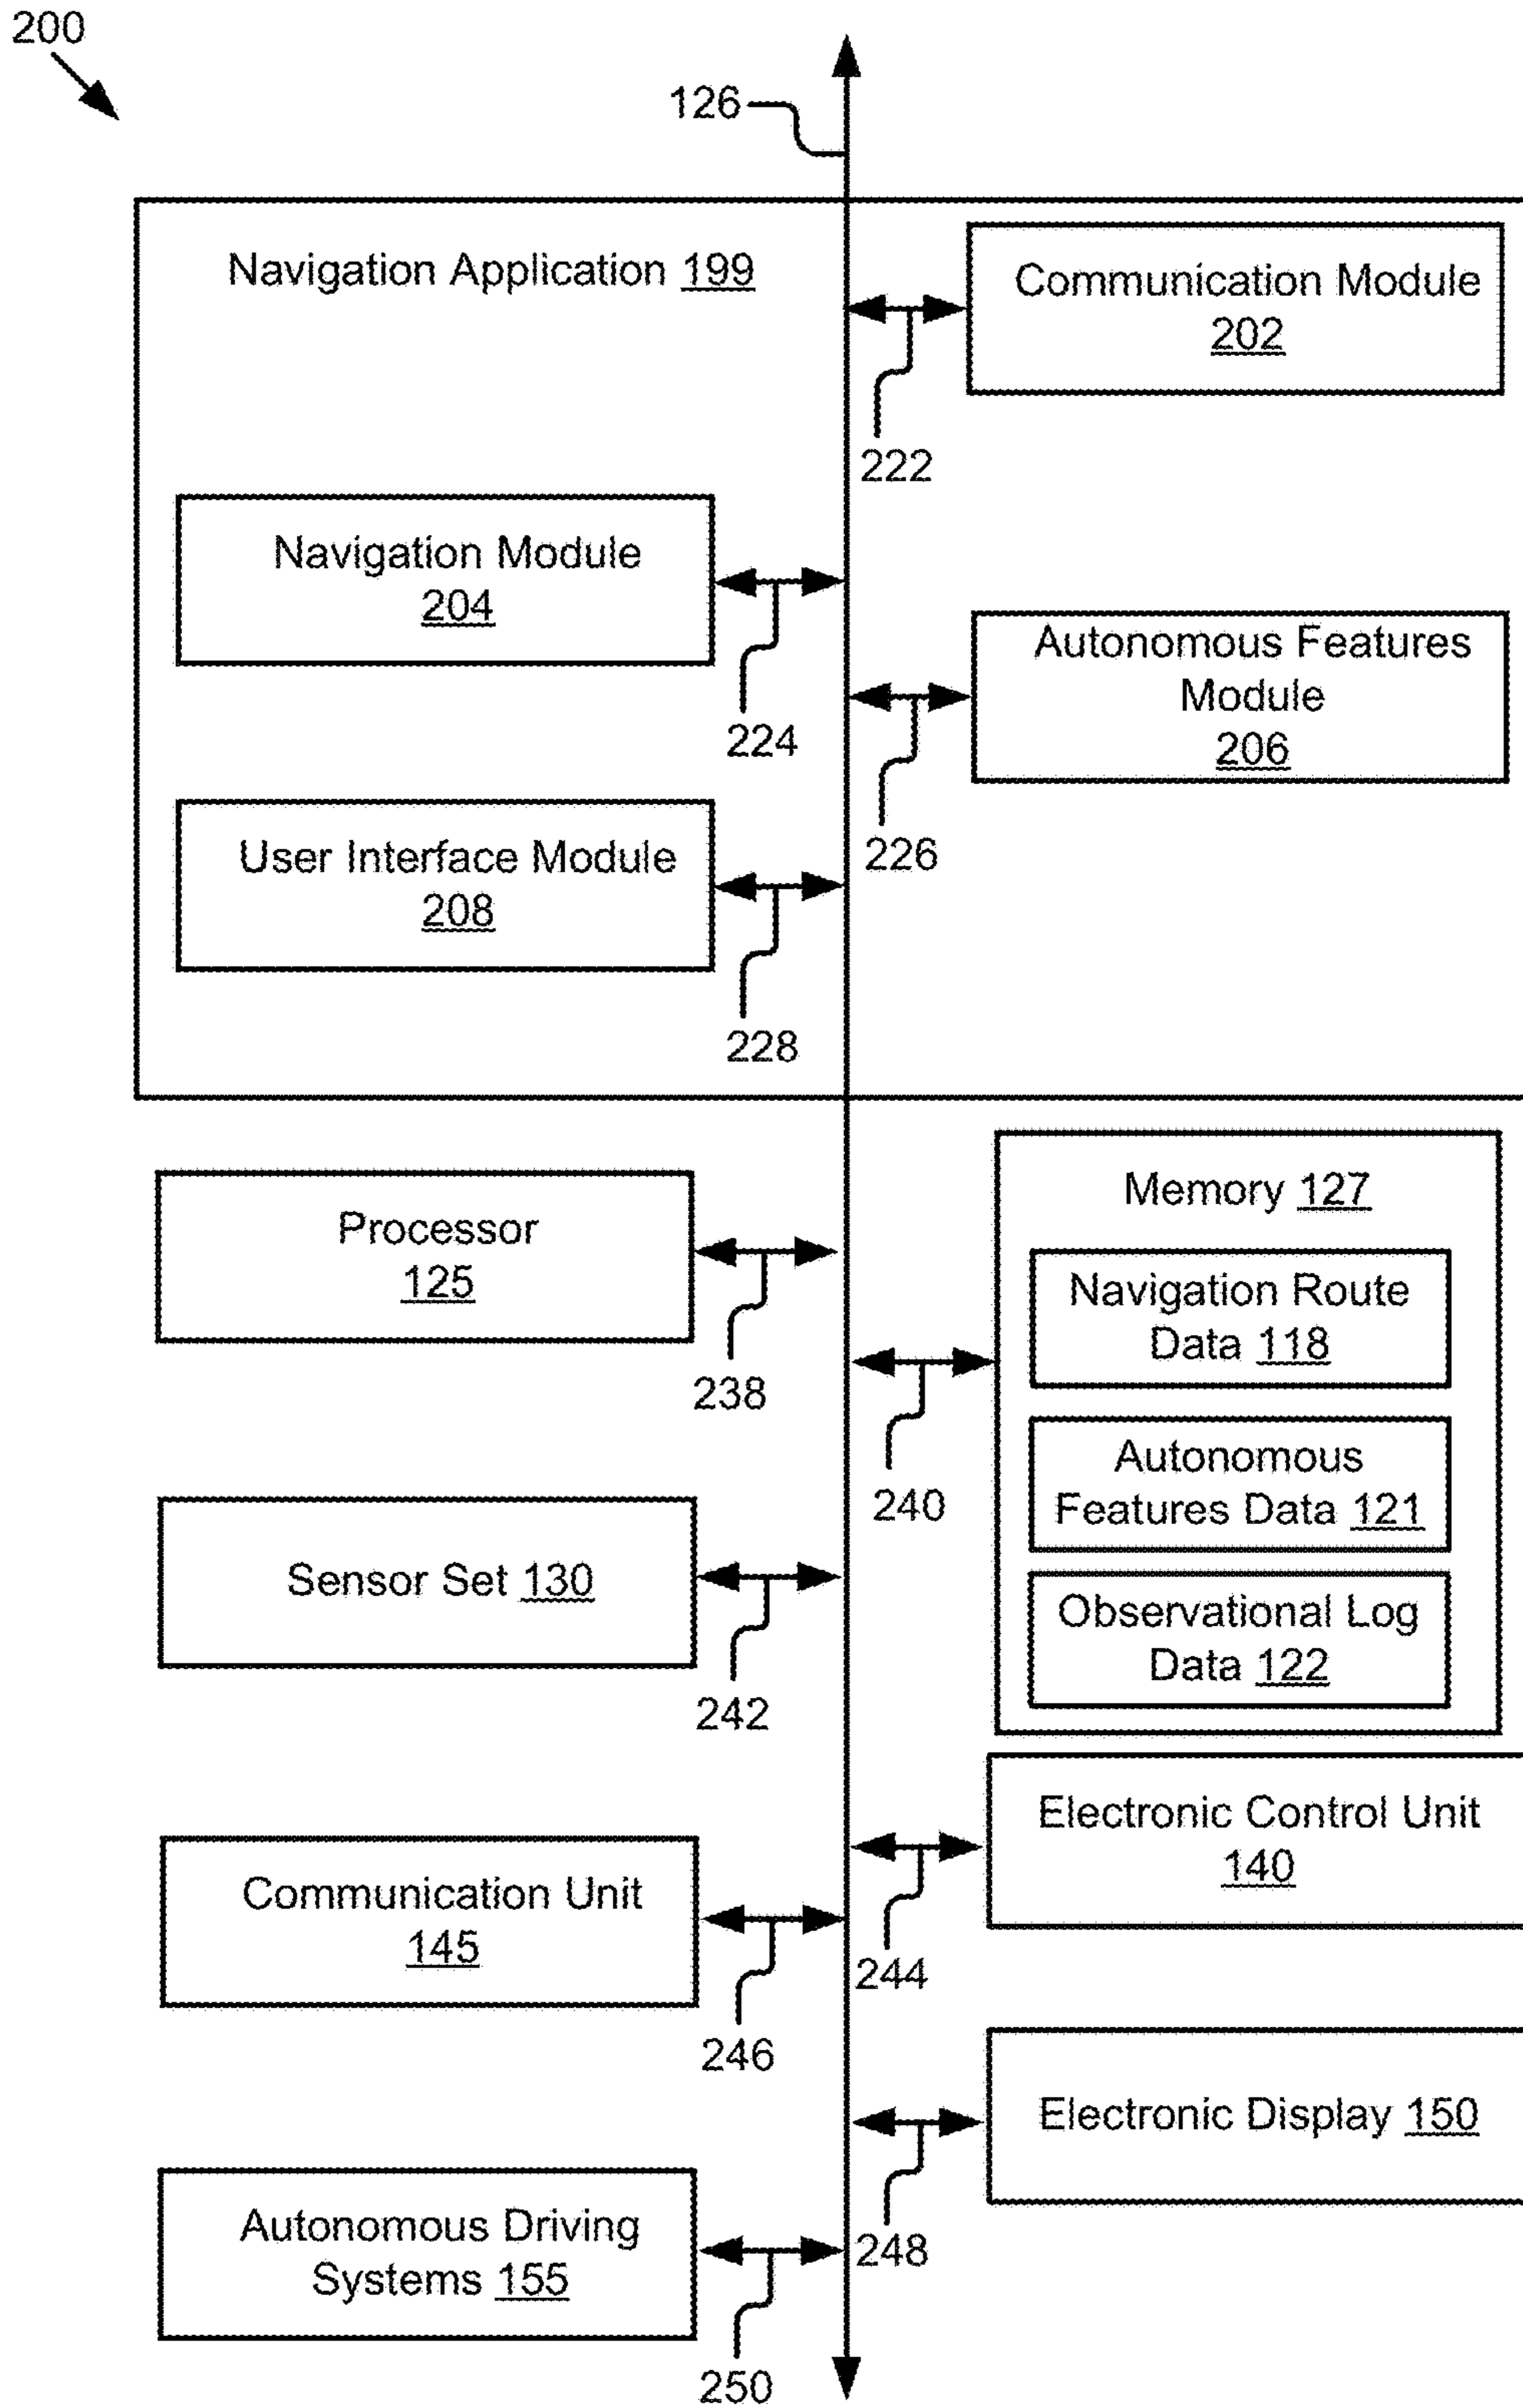 200
126
Navigation Application 199
Communication Module
202
222
Navigation Module
204
224
Autonomous Features
Module
206
226
User Interface Module
208
228
Processor
125
238
Memory 127
Navigation Route
Data 118
Autonomous
Features Data 121
Observational Log
Data 122
240
Sensor Set 130
242
Electronic Control Unit
140
244
Communication Unit
145
246
Electronic Display 150
248
Autonomous Driving
Systems 155
250